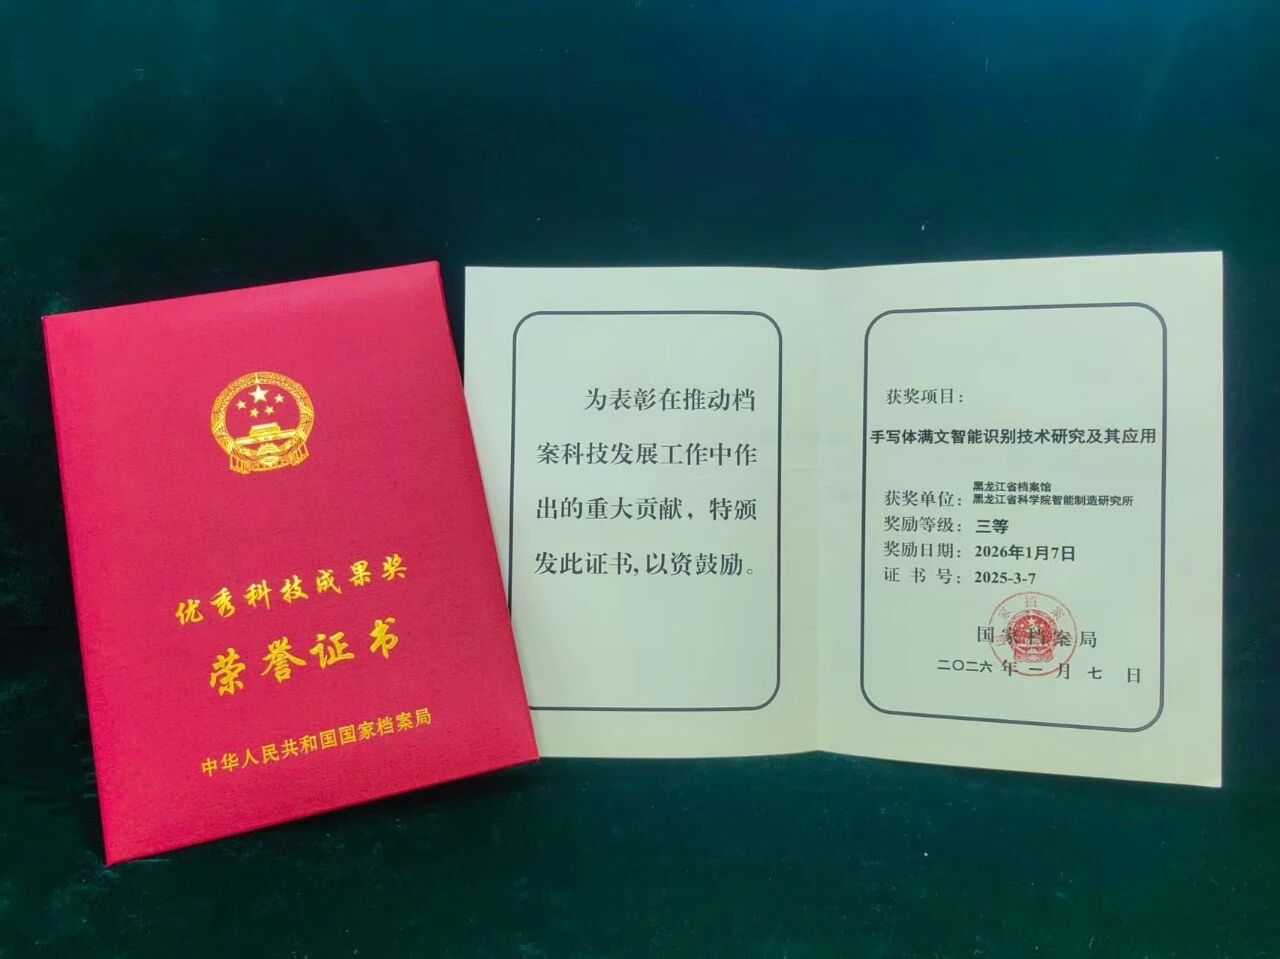 优秀科技成果奖
荣誉证书
中华人民共和国国家档案局
为表彰在推动档
案科技发展工作中作
出的重大贡献，特颁
发此证书，以资鼓励。
获奖项目：
手写体满文智能识别技术研究及其应用
获奖单位：
黑龙江省档案馆
黑龙江省科学院智能制造研究所
奖励等级：三等
奖励日期：2026年1月7日
证 书 号：2025-3-7
国家档案局
二〇二六 年 一 月 七 日